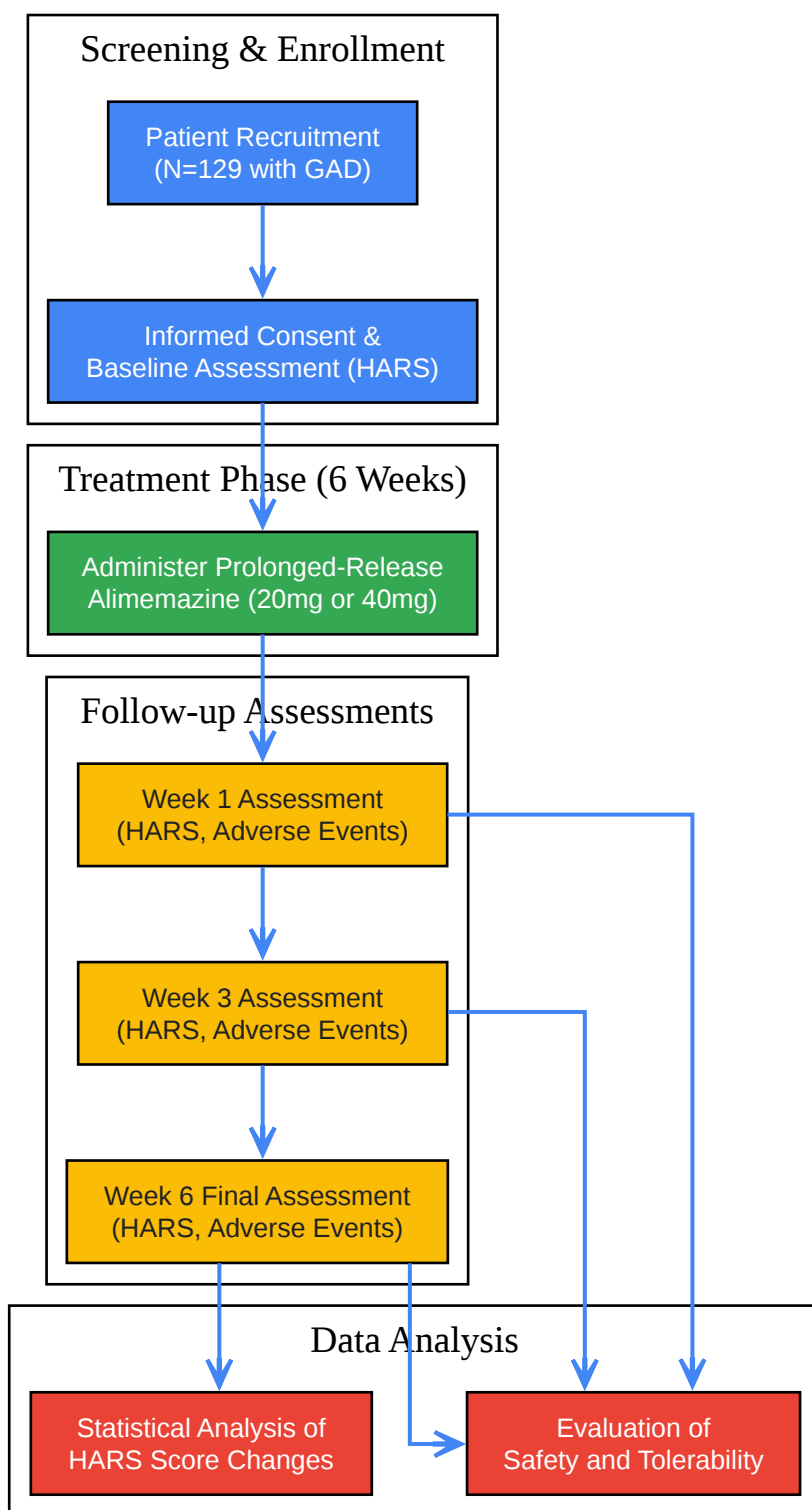 Screening & Enrollment
Patient Recruitment
(N=129 with GAD)
Informed Consent &
Baseline Assessment (HARS)
Treatment Phase (6 Weeks)
Administer Prolonged-Release
Alimemazine (20mg or 40mg)
Follow-up Assessments
Week 1 Assessment
(HARS, Adverse Events)
Week 3 Assessment
(HARS, Adverse Events)
Week 6 Final Assessment
(HARS, Adverse Events)
Data Analysis
Statistical Analysis of
HARS Score Changes
Evaluation of
Safety and Tolerability